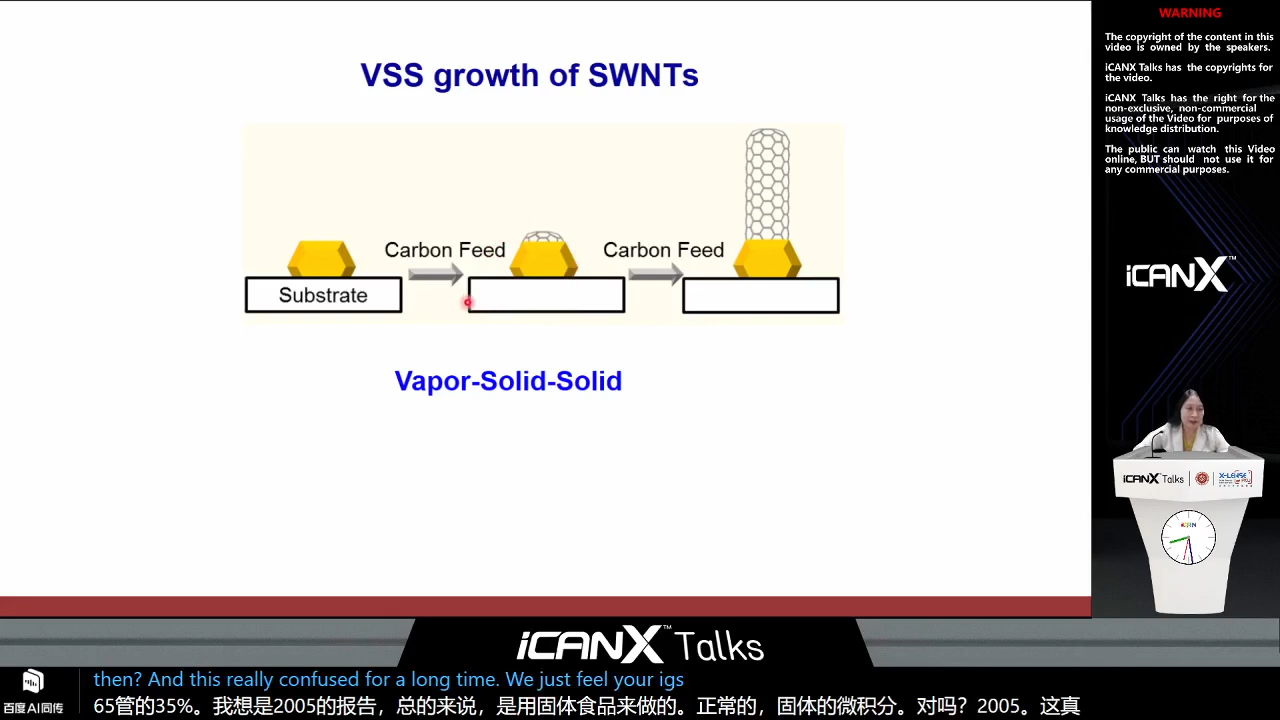 VSS growth of SWNTs
Carbon Feed
Carbon Feed
Substrate
Vapor-Solid-Solid
WARNING
The copyright of the content in this
video is owned by the speakers.
iCANX Talks has the copyrights for
the video.
iCANX Talks has the right for the
non-exclusive, non-commercial
usage of the Video for purposes of
knowledge distribution.
The public can watch this Video
online, BUT should not use it for
any commercial purposes.
iCANX™
iCANX Talks
X-LENSE
iCANX™ Talks
then? And this really confused for a long time. We just feel your igs
百度AI同传
65管的35%。我想是2005的报告，总的来说，是用固体食品来做的。正常的，固体的微积分。对吗？2005。这真